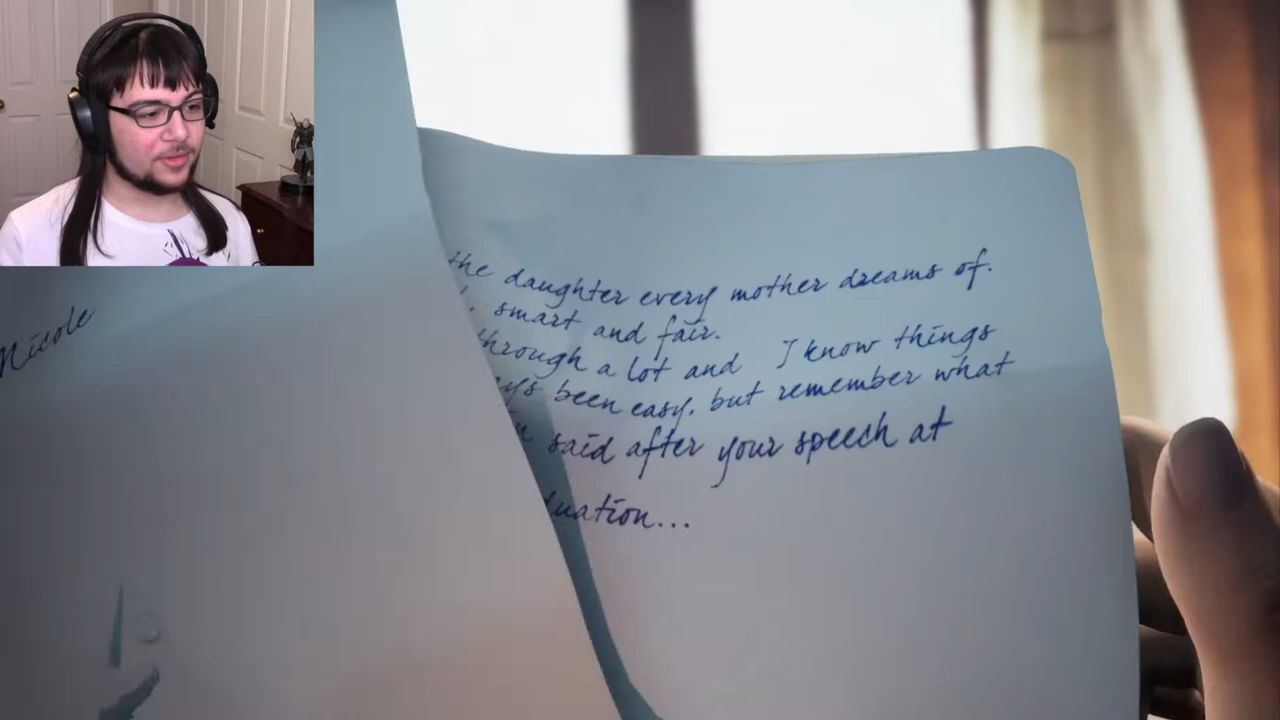 Nicole
the daughter every mother dreams of.
smart and fair.
through a lot and I know things
been easy. but remember what
said after your speech at